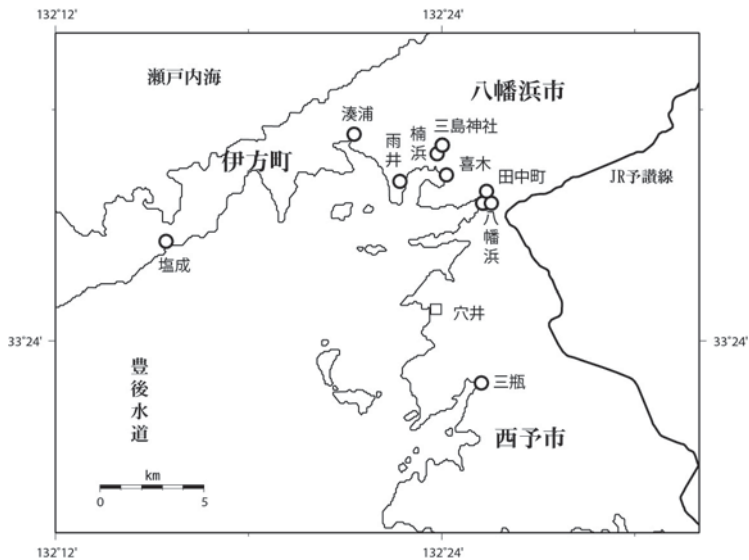 132°12'
132°24'
瀬戸内海
八幡浜市
湊浦
三島神社
楠浜
雨井
伊方町
喜木
田中町
JR予讃線
八幡浜
塩成
穴井
33°24'
33°24'
豊後水道
三瓶
西予市
km
0
5
132°12'
132°24'